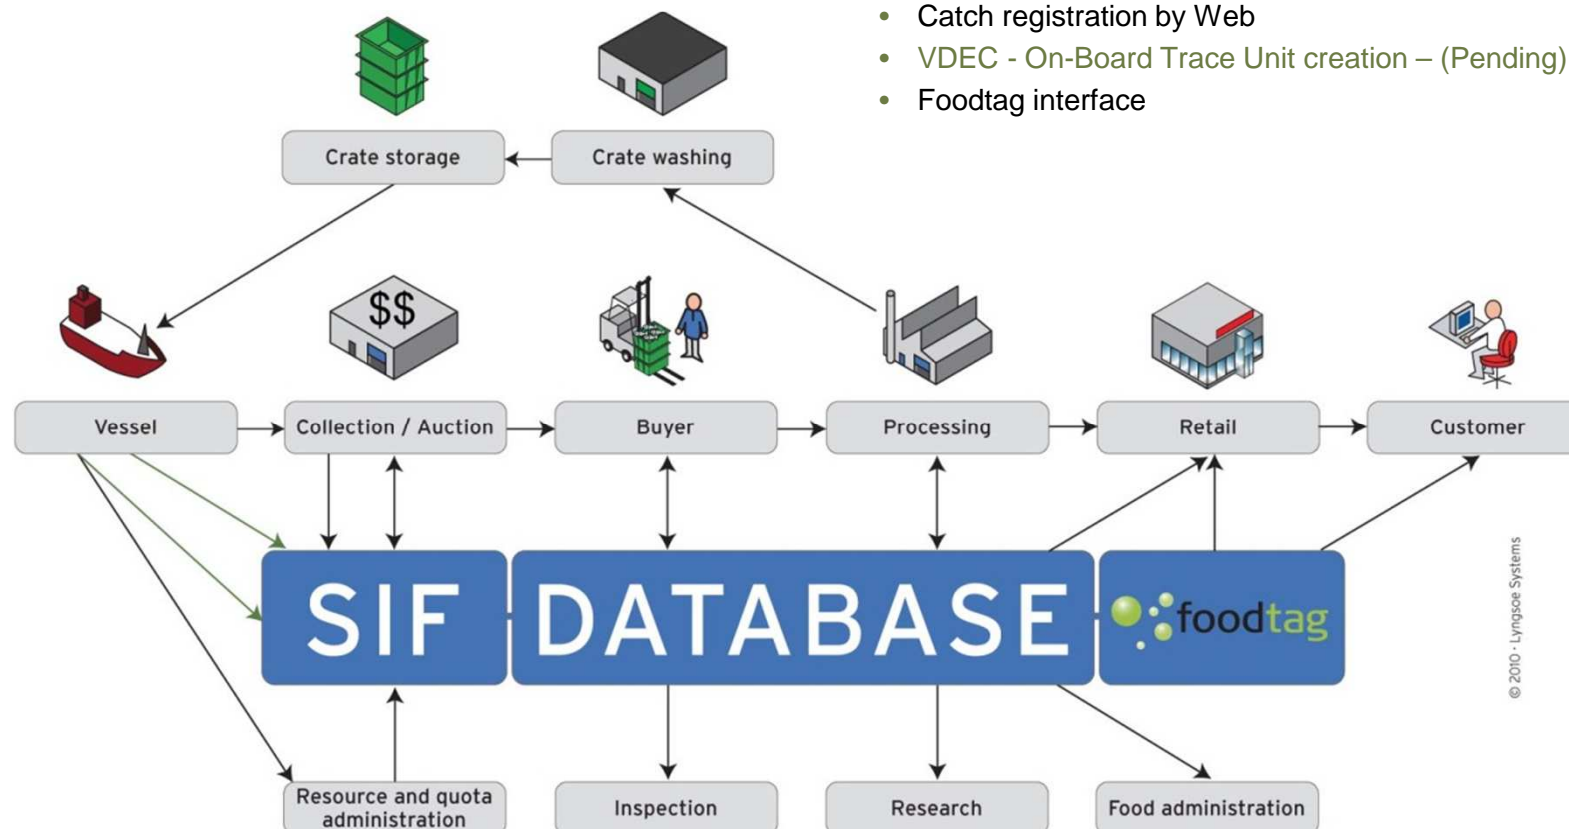 • Catch registration by Web
• VDEC - On-Board Trace Unit creation – (Pending)
• Foodtag interface
Crate storage
Crate washing
$$
Vessel
Collection / Auction
Buyer
Processing
Retail
Customer
SIF
DATABASE
foodtag
© 2010 · Lyngsoe Systems
Resource and quota
administration
Inspection
Research
Food administration